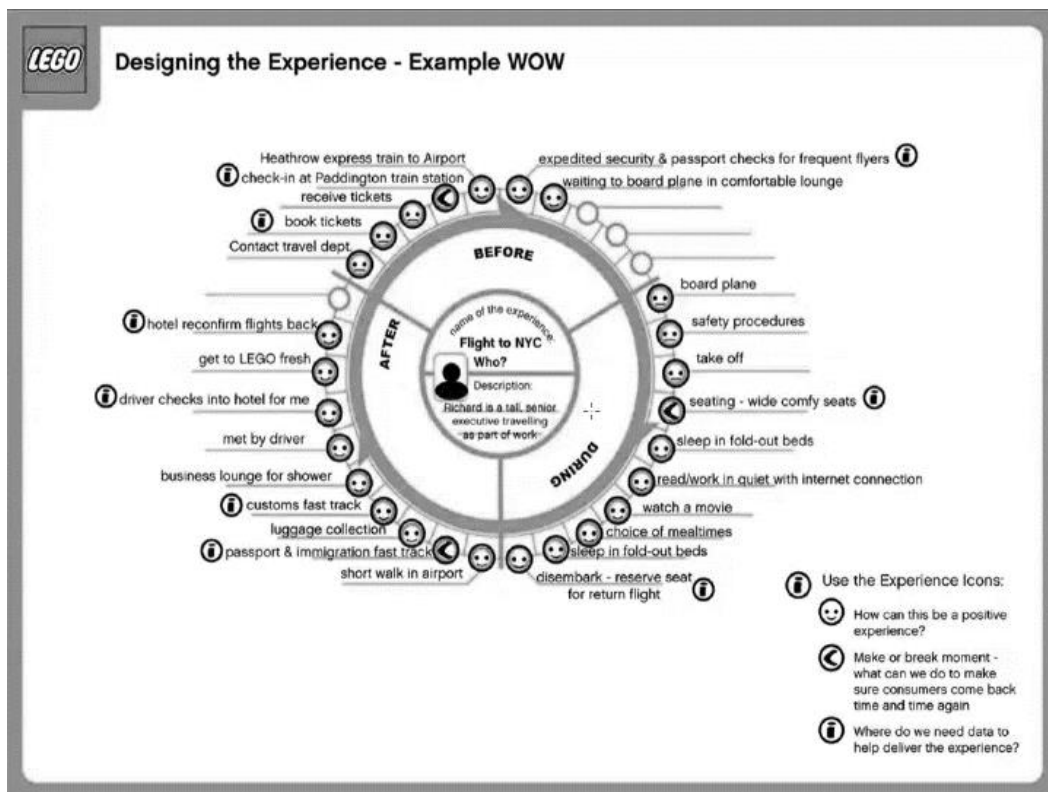 LEGO
Designing the Experience - Example WOW
Heathrow express train to Airport
check-in at Paddington train station
receive tickets
book tickets
Contact travel dept.
expedited security & passport checks for frequent flyers
waiting to board plane in comfortable lounge
BEFORE
board plane
safety procedures
take off
seating - wide comfy seats
sleep in fold-out beds
read/work in quiet with internet connection
watch a movie
choice of mealtimes
sleep in fold-out beds
disembark - reserve seat
for return flight
DURING
short walk in airport
passport & immigration fast track
luggage collection
customs fast track
business lounge for shower
met by driver
driver checks into hotel for me
get to LEGO fresh
hotel reconfirm flights back
AFTER
name of the experience:
Flight to NYC
Who?
Description:
Richard is a tall, senior
executive travelling
as part of work
Use the Experience Icons:
How can this be a positive
experience?
Make or break moment -
what can we do to make
sure consumers come back
time and time again
Where do we need data to
help deliver the experience?